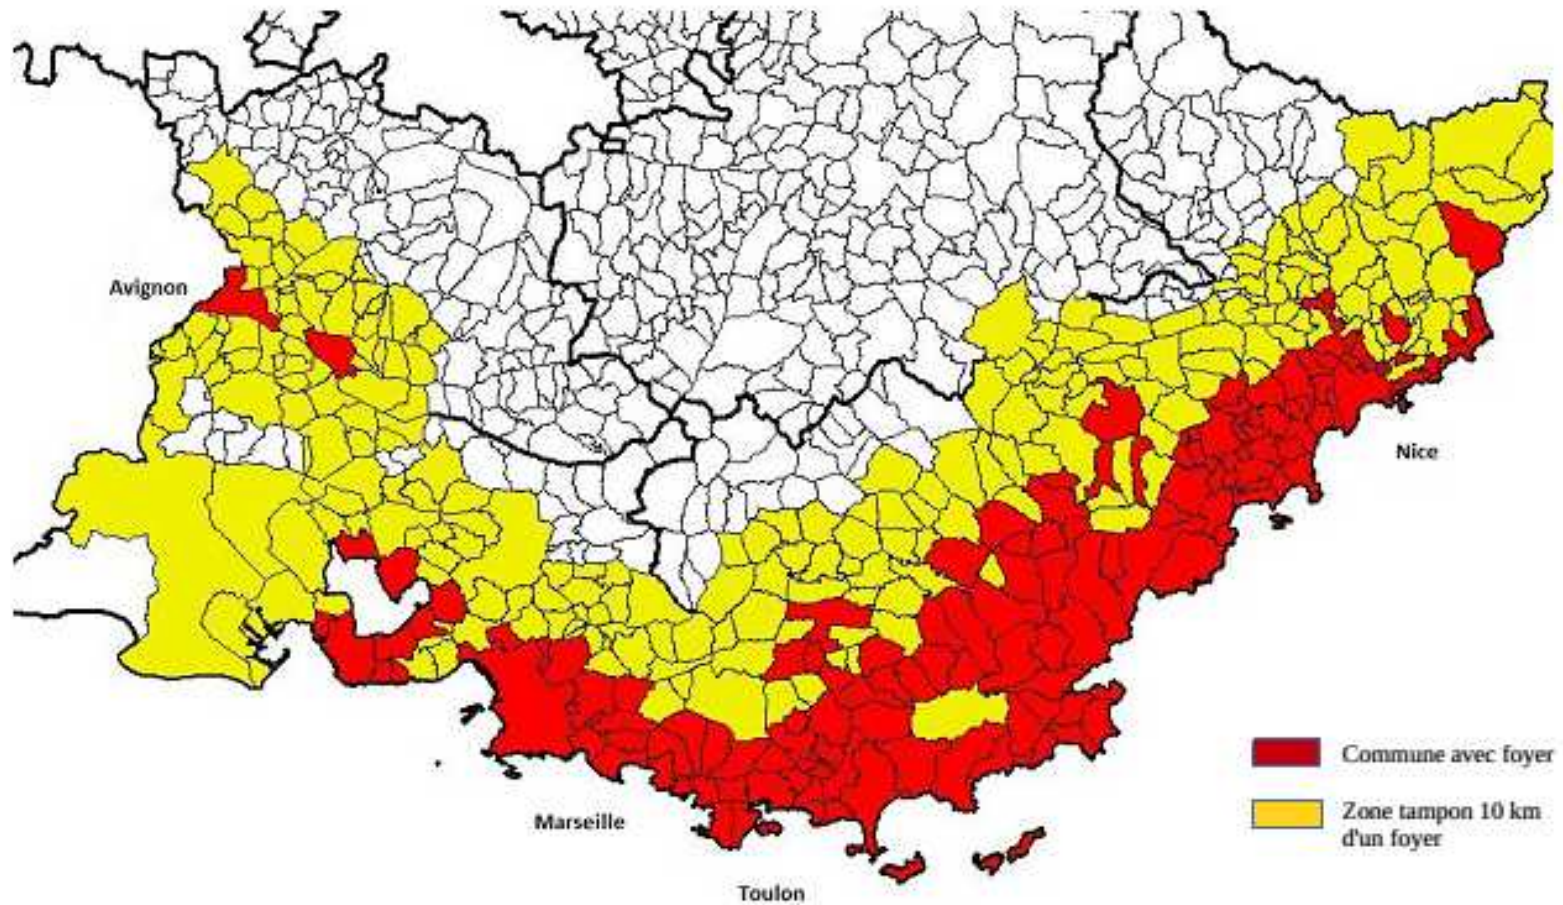 Avignon
Nice
Commune avec foyer
Zone tampon 10 km
d'un foyer
Marseille
Toulon